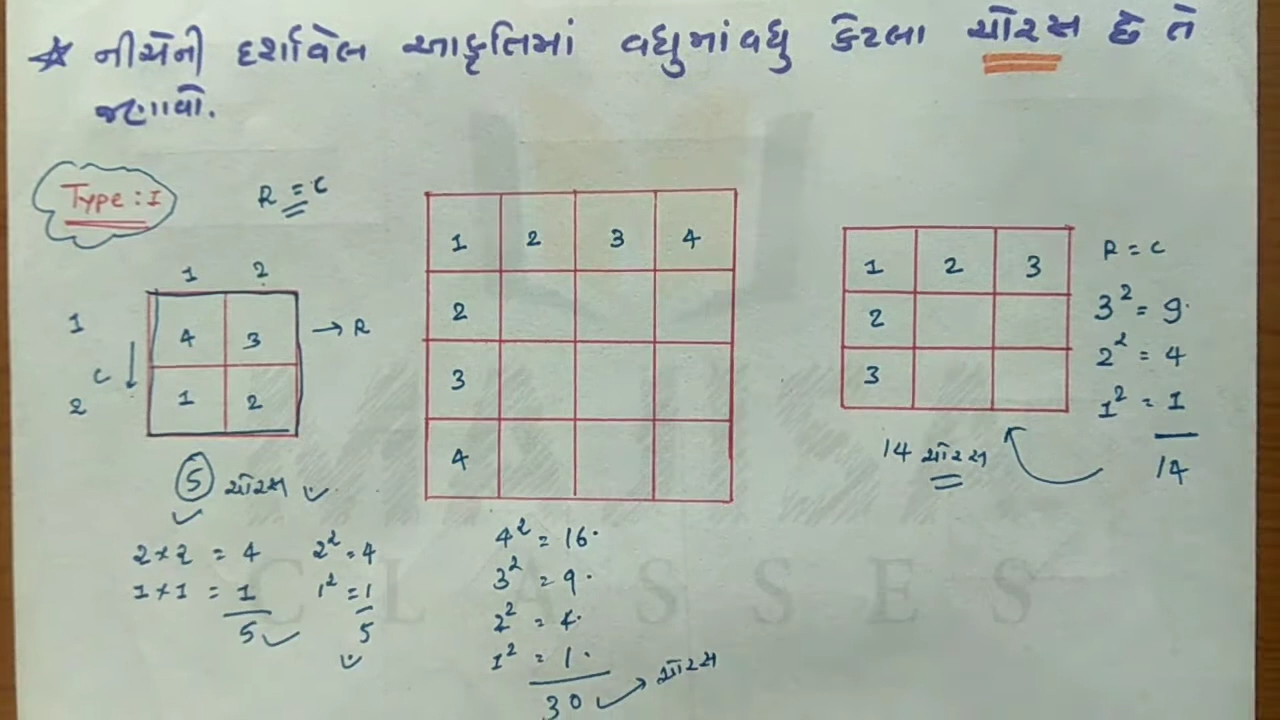 ☆ નીચેની દર્શાવેલ આકૃતિમાં વધુમાંવધુ કેટલા ચોરસ છે તે
જણાવો.
Type : I
R = C
1 2
1
C
2
4 3
1 2
→ R
5 ચોરસ
2 × 2 = 4
1 × 1 = 1
5
2² = 4
1² = 1
5
1 2 3 4
2
3
4
4² = 16
3² = 9
2² = 4
1² = 1
30 → ચોરસ
1 2 3
2
3
R = C
3² = 9
2² = 4
1² = 1
14
14 ચોરસ
CLASSES